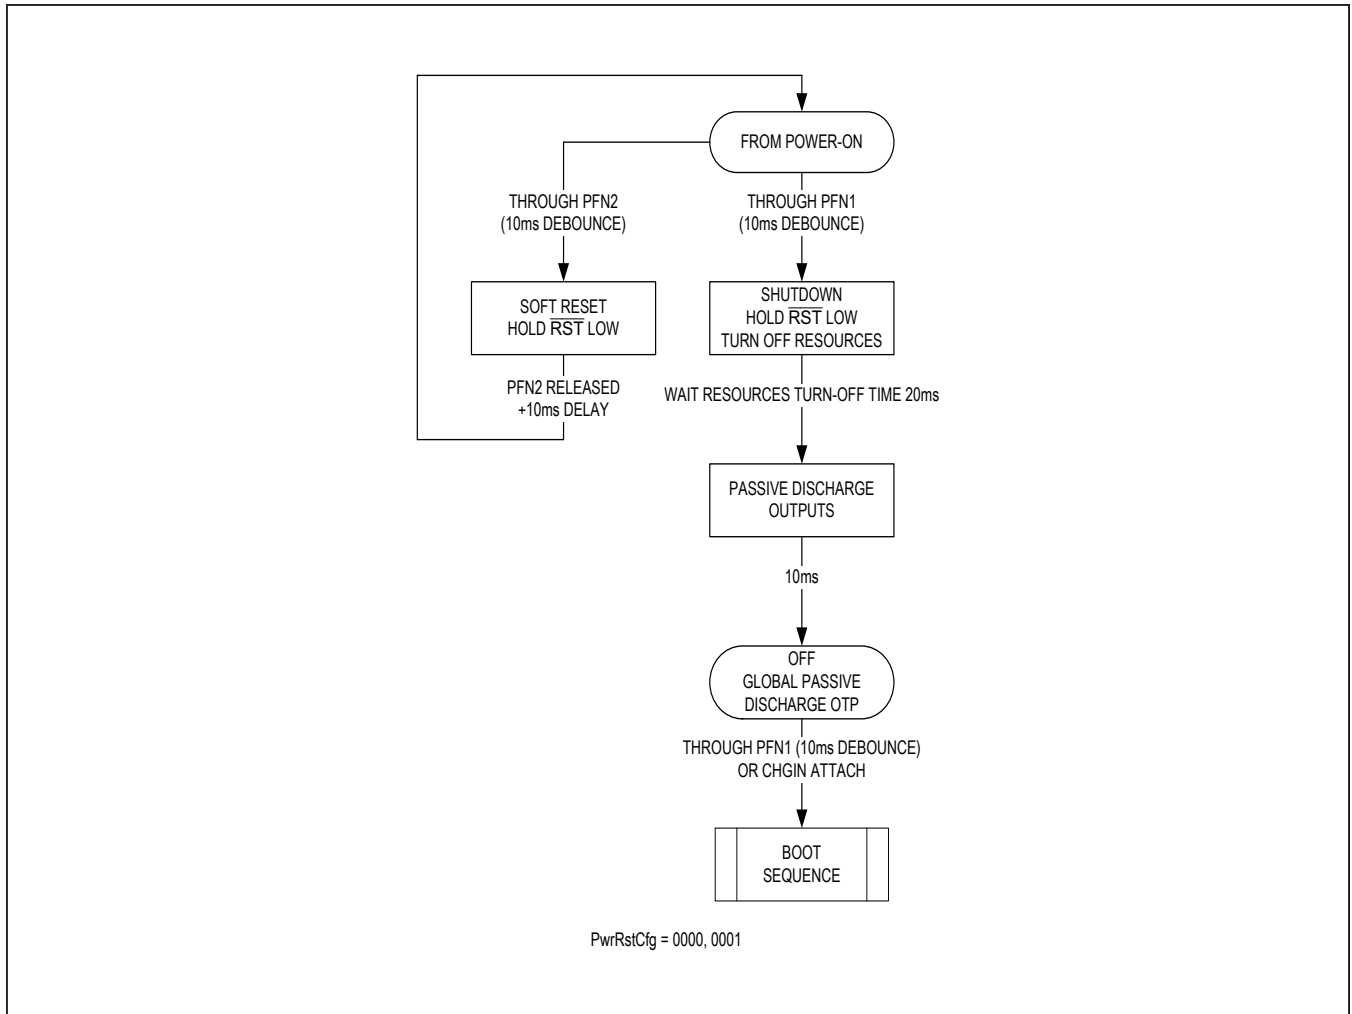 FROM POWER-ON
THROUGH PFN2
(10ms DEBOUNCE)
THROUGH PFN1
(10ms DEBOUNCE)
SOFT RESET
HOLD R̅S̅T̅ LOW
SHUTDOWN
HOLD R̅S̅T̅ LOW
TURN OFF RESOURCES
PFN2 RELEASED
+10ms DELAY
WAIT RESOURCES TURN-OFF TIME 20ms
PASSIVE DISCHARGE
OUTPUTS
10ms
OFF
GLOBAL PASSIVE
DISCHARGE OTP
THROUGH PFN1 (10ms DEBOUNCE)
OR CHGIN ATTACH
BOOT
SEQUENCE
PwrRstCfg = 0000, 0001